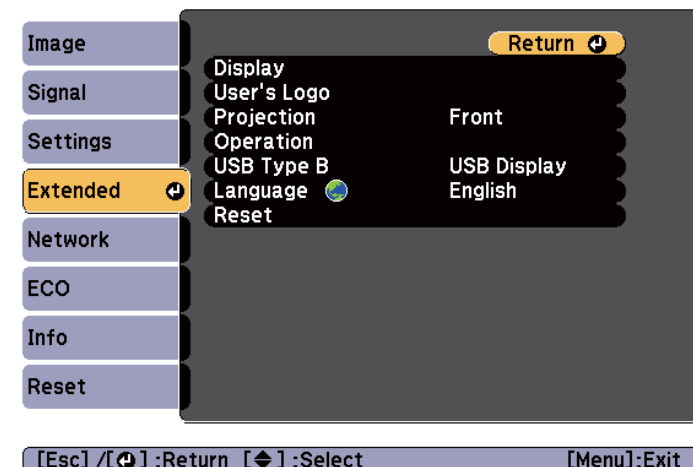 Image
Signal
Settings
Extended
Network
ECO
Info
Reset
Return
Display
User's Logo
Projection Front
Operation
USB Type B USB Display
Language English
Reset
[Esc] /[ ] :Return [ ] :Select [Menu]:Exit